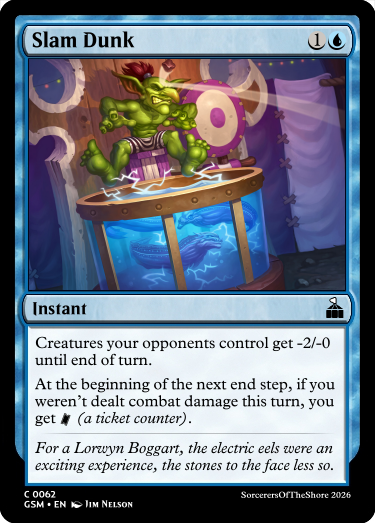 Slam Dunk 1
Instant
Creatures your opponents control get -2/-0
until end of turn.
At the beginning of the next end step, if you
weren't dealt combat damage this turn, you
get (a ticket counter).
For a Lorwyn Boggart, the electric eels were an
exciting experience, the stones to the face less so.
C 0062
GSM • EN Jim Nelson
SorcerersOfTheShore 2026